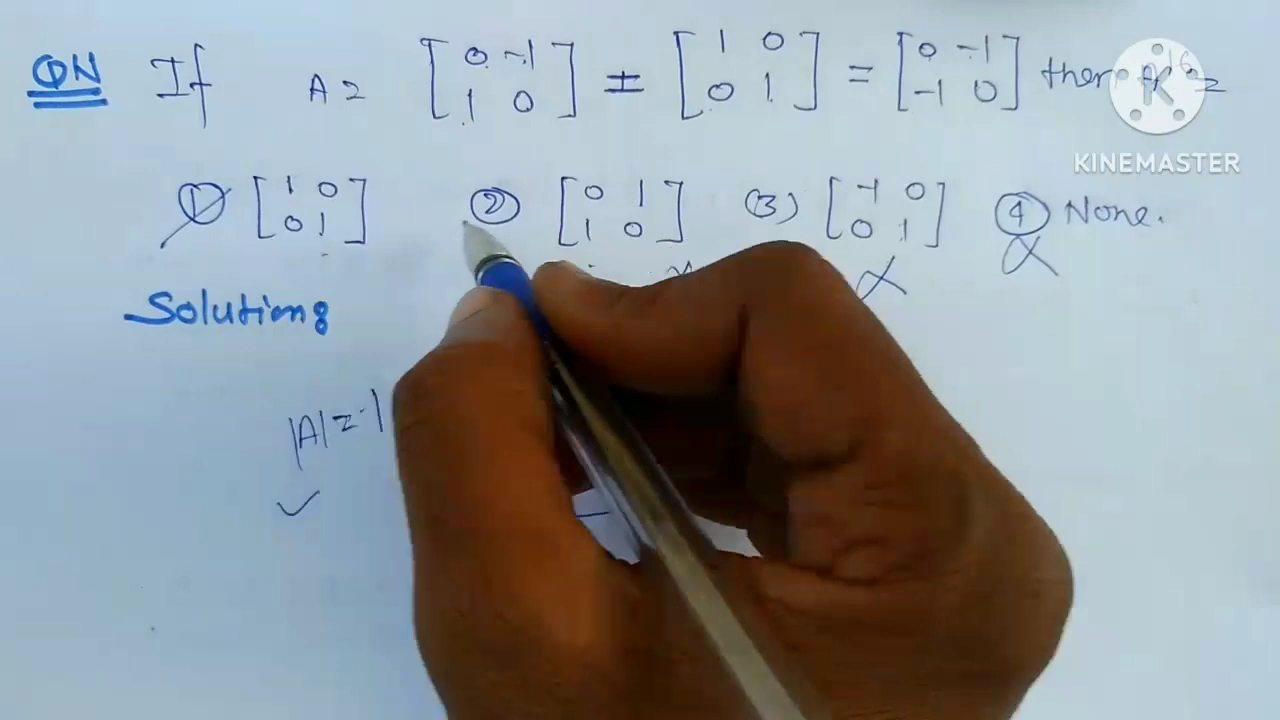 QN If A = [0 -1 1 0] ± [1 0 0 1] = [0 -1 -1 0] then A¹⁶ =
KINEMASTER
(1) [1 0 0 1] (2) [0 1 1 0] (3) [-1 0 0 1] (4) None.
Solution:
|A| = -1